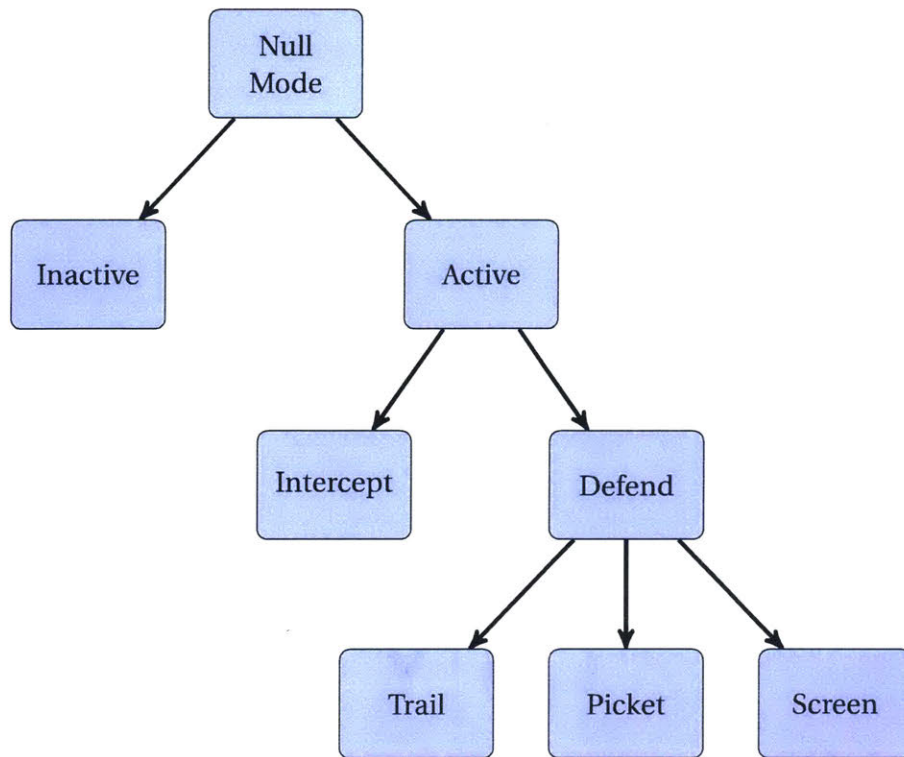 Null
Mode
Inactive
Active
Intercept
Defend
Trail
Picket
Screen